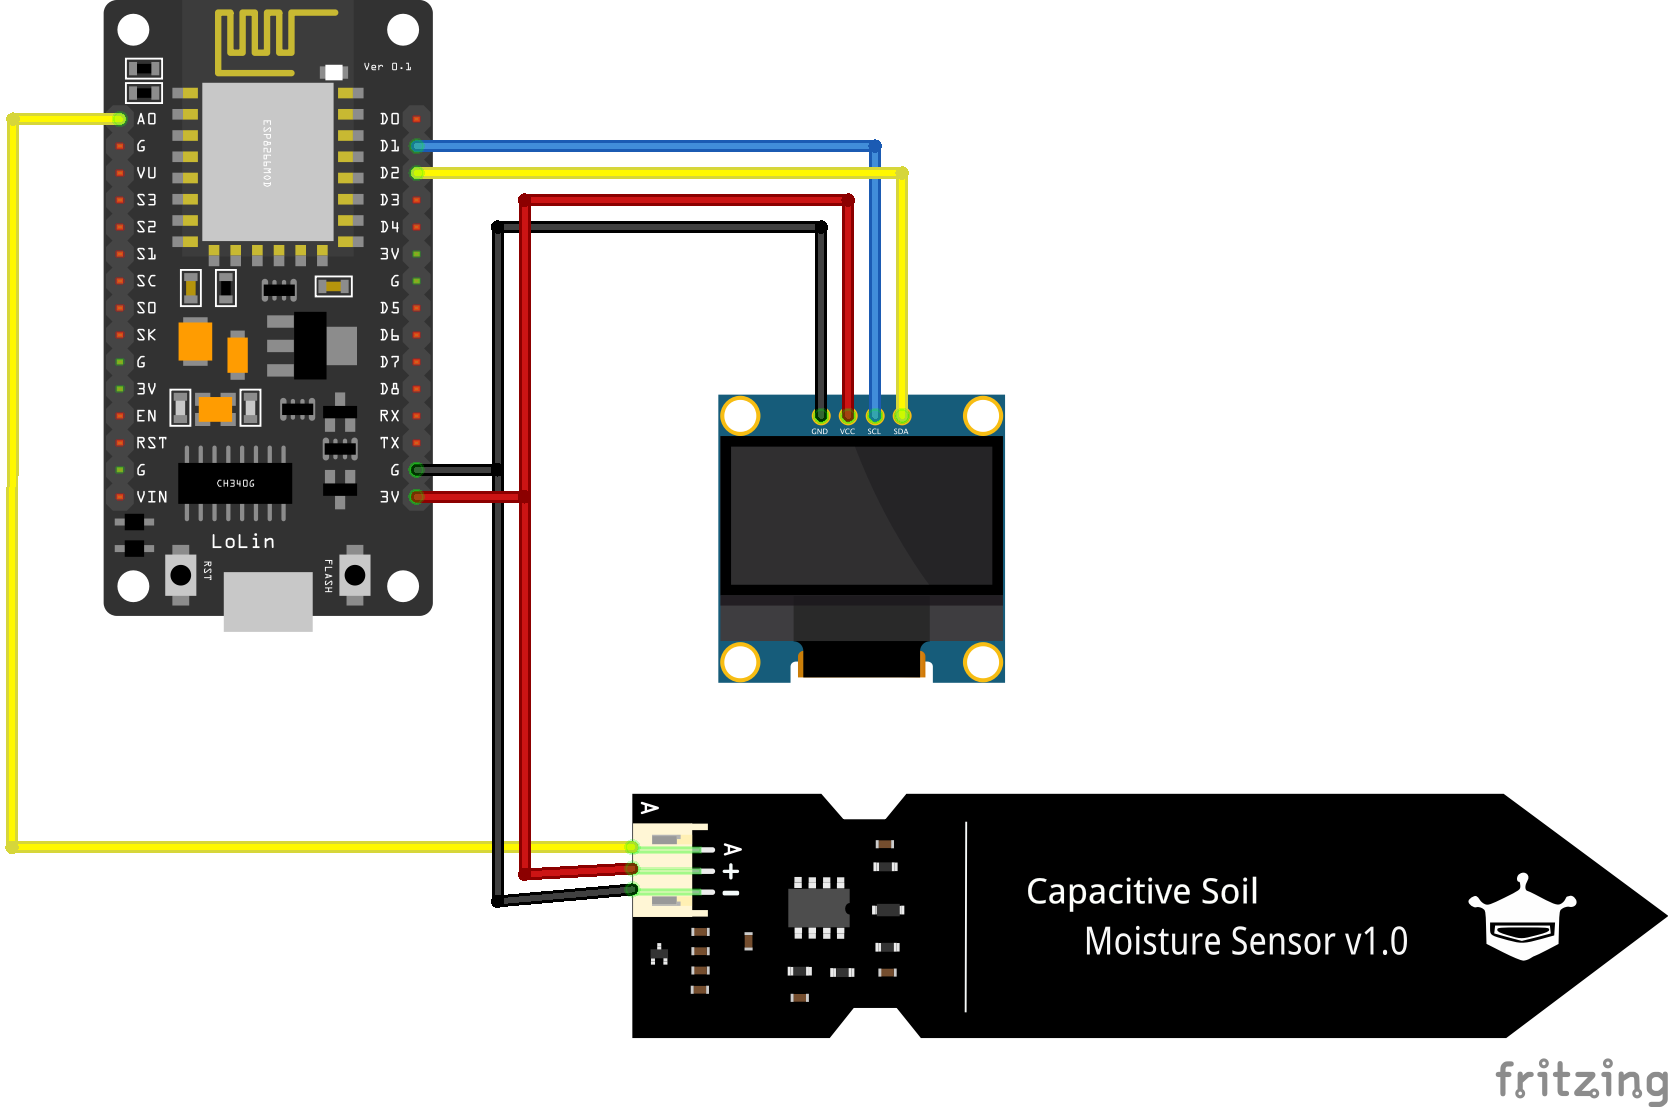 Ver 0.1
ESP8266MOD
A0
G
VU
S3
S2
S1
SC
S0
SK
G
3V
EN
RST
G
VIN
D0
D1
D2
D3
D4
3V
G
D5
D6
D7
D8
RX
TX
G
3V
CH340G
LoLin
RST
FLASH
GND VCC SCL SDA
A
A
+
-
Capacitive Soil
Moisture Sensor v1.0
fritzing